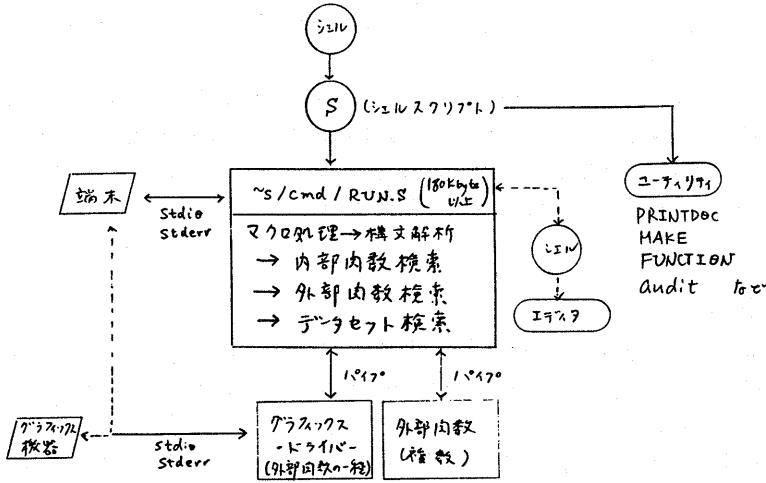 シェル
S (シェルスクリプト)
ユーティリティ
PRINTDOC
MAKE
FUNCTION
audit など
端末
stdio
stderr
~s/cmd/RUN.S (180Kbyte以上)
マクロ処理→構文解析
→ 内部関数検索
→ 外部関数検索
→ データセット検索
シェル
エディタ
パイプ
パイプ
グラフィックス
機器
stdio
stderr
グラフィックス
-ドライバー-
(外部関数の一種)
外部関数
(複数)